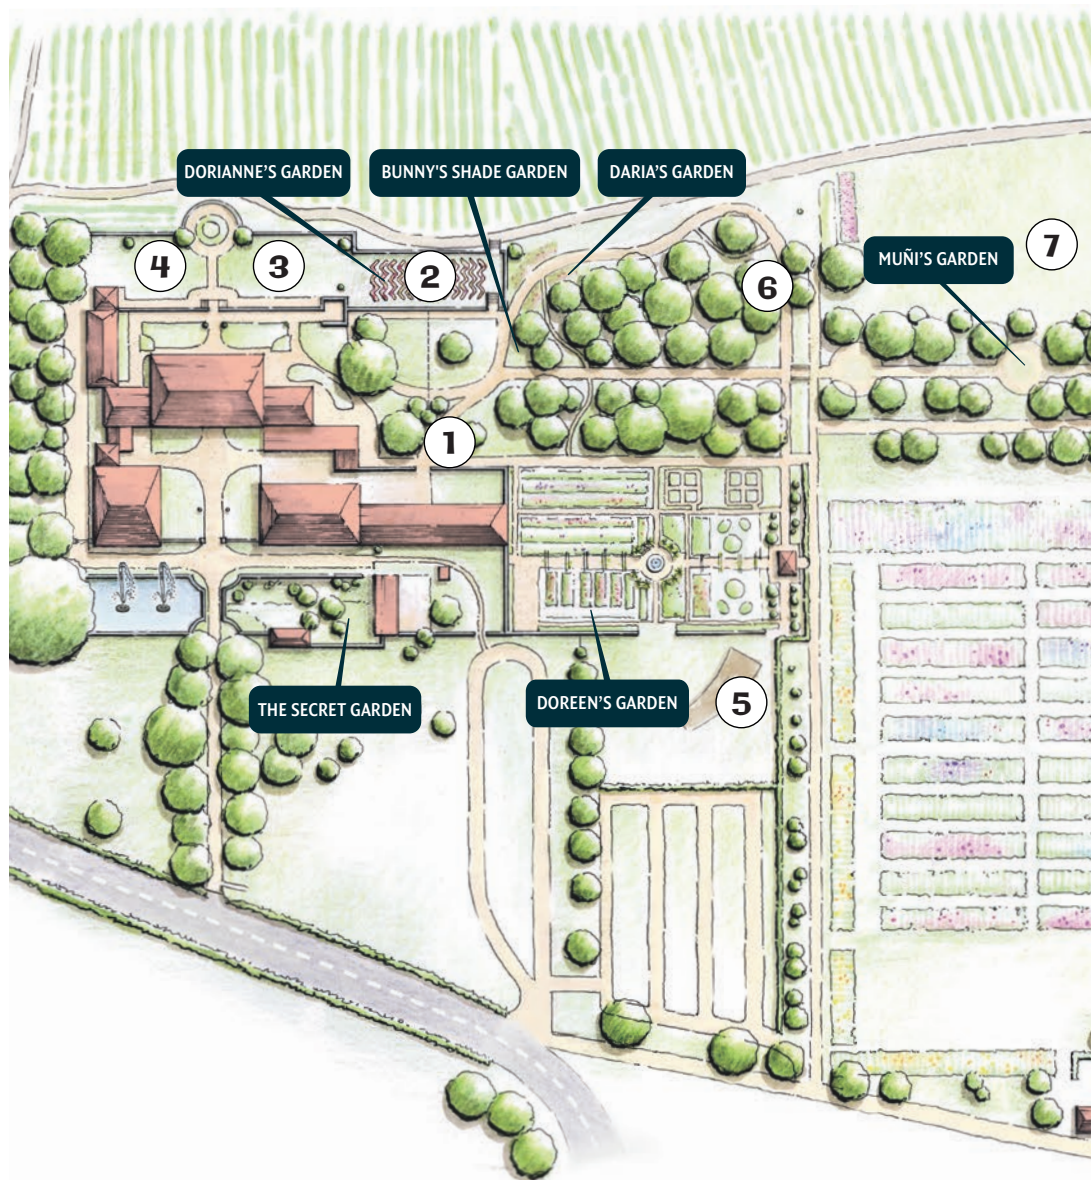 DORIANNE'S GARDEN
BUNNY'S SHADE GARDEN
DARIA'S GARDEN
4
3
2
7
MUÑI'S GARDEN
6
1
THE SECRET GARDEN
DOREEN'S GARDEN
5